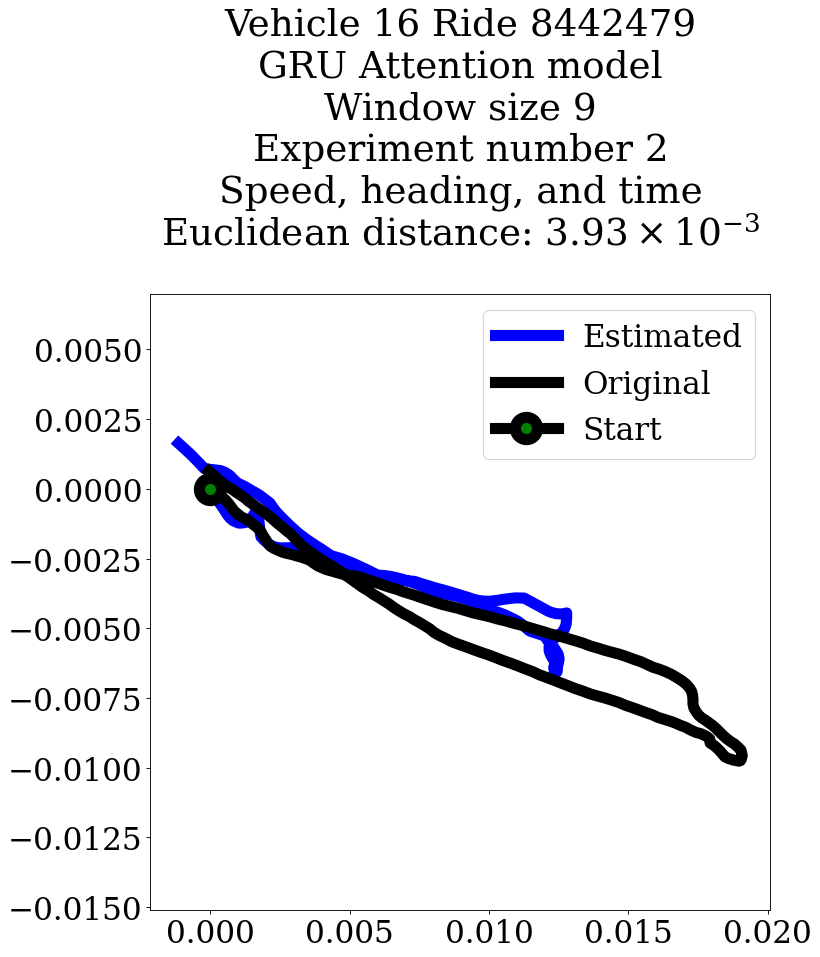 Vehicle 16 Ride 8442479
GRU Attention model
Window size 9
Experiment number 2
Speed, heading, and time
Euclidean distance: 3.93 × 10⁻³
Estimated
Original
Start
0.0050
0.0025
0.0000
−0.0025
−0.0050
−0.0075
−0.0100
−0.0125
−0.0150
0.000 0.005 0.010 0.015 0.020